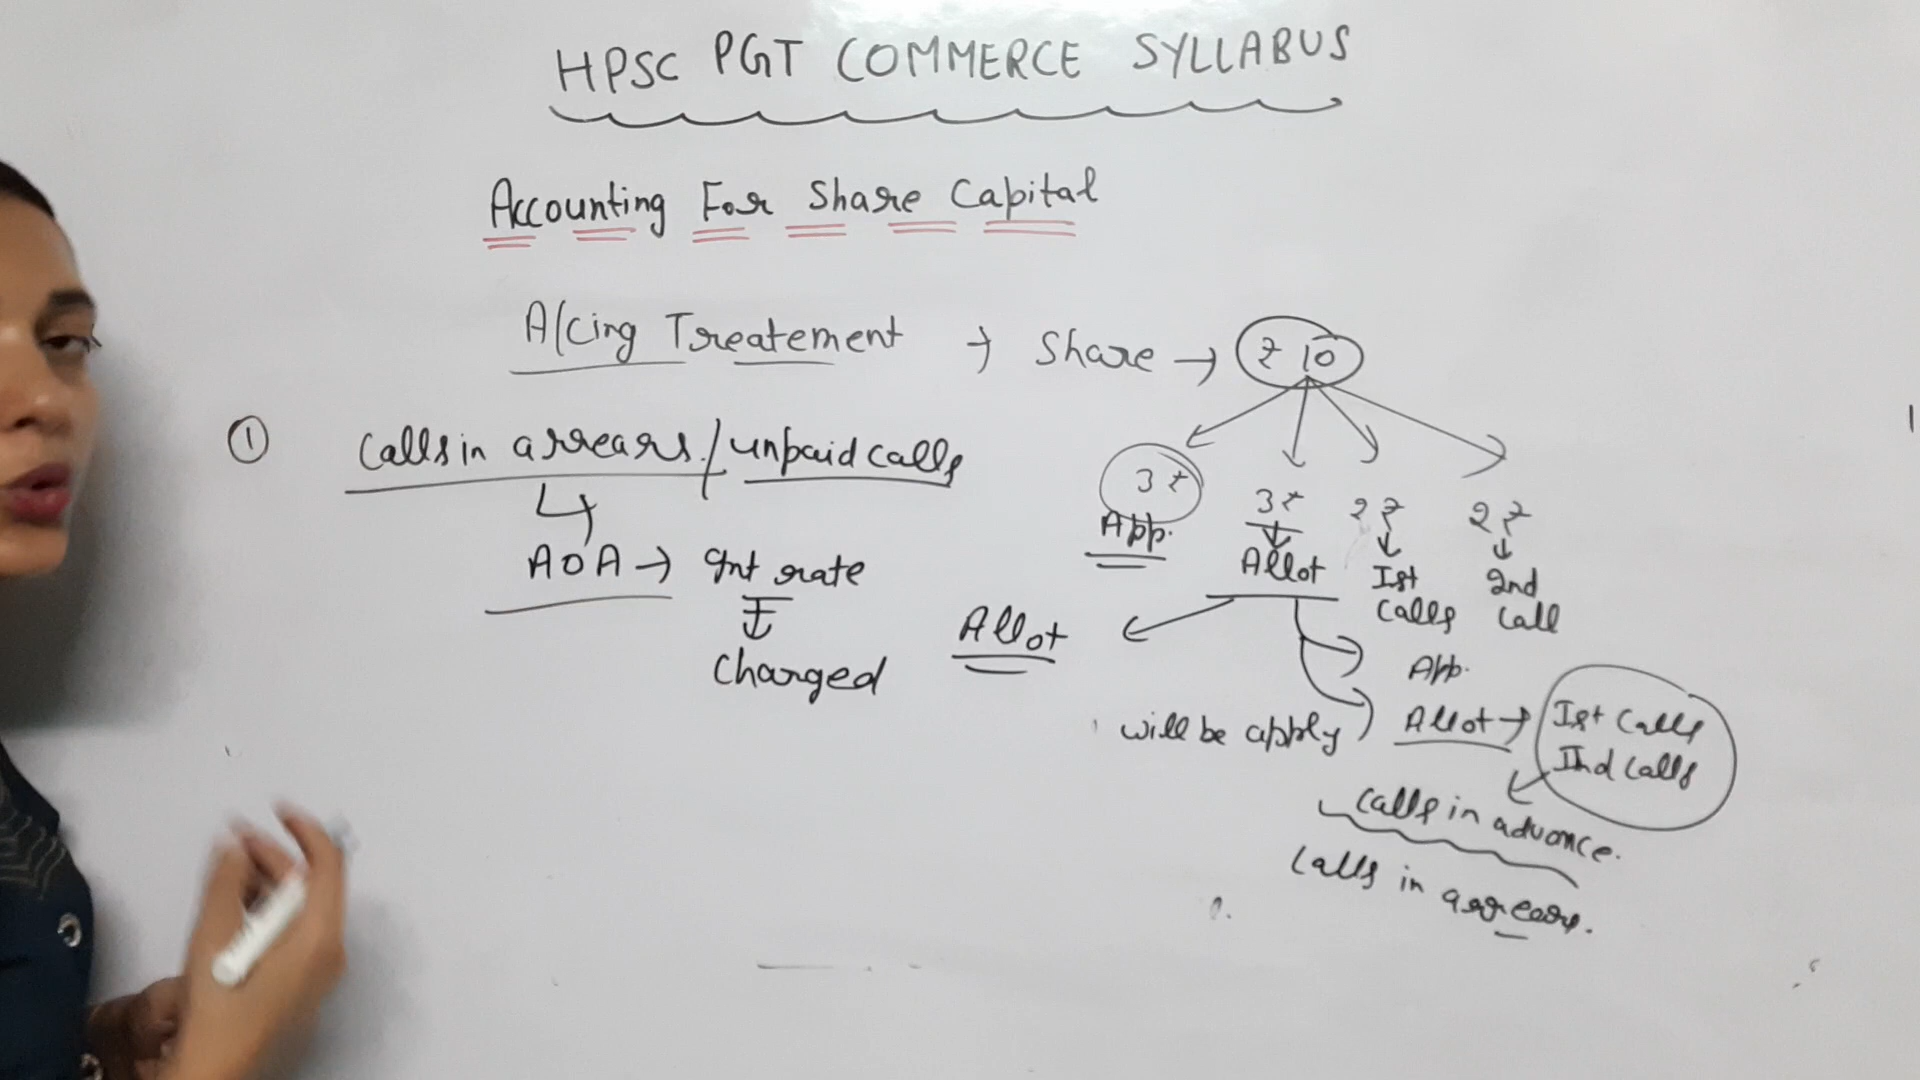 HPSC PGT COMMERCE SYLLABUS
Accounting For Share Capital
A/Cing Treatement → Share → ₹ 10
① Calls in arrears / unpaid calls
3 ₹ 3 ₹ 2 ₹ 2 ₹
App. Allot Ist Calls 2nd Call
AOA → Int rate
Charged
Allot
App.
will be apply Allot → Ist Calls
IInd Calls
Calls in advance.
Calls in arrears.